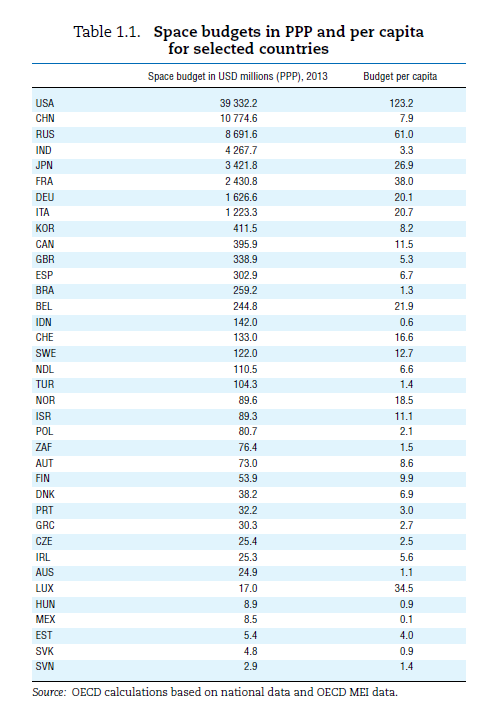 Table 1.1. Space budgets in PPP and per capita
for selected countries
Space budget in USD millions (PPP), 2013 Budget per capita
USA 39 332.2 123.2
CHN 10 774.6 7.9
RUS 8 691.6 61.0
IND 4 267.7 3.3
JPN 3 421.8 26.9
FRA 2 430.8 38.0
DEU 1 626.6 20.1
ITA 1 223.3 20.7
KOR 411.5 8.2
CAN 395.9 11.5
GBR 338.9 5.3
ESP 302.9 6.7
BRA 259.2 1.3
BEL 244.8 21.9
IDN 142.0 0.6
CHE 133.0 16.6
SWE 122.0 12.7
NDL 110.5 6.6
TUR 104.3 1.4
NOR 89.6 18.5
ISR 89.3 11.1
POL 80.7 2.1
ZAF 76.4 1.5
AUT 73.0 8.6
FIN 53.9 9.9
DNK 38.2 6.9
PRT 32.2 3.0
GRC 30.3 2.7
CZE 25.4 2.5
IRL 25.3 5.6
AUS 24.9 1.1
LUX 17.0 34.5
HUN 8.9 0.9
MEX 8.5 0.1
EST 5.4 4.0
SVK 4.8 0.9
SVN 2.9 1.4
Source: OECD calculations based on national data and OECD MEI data.